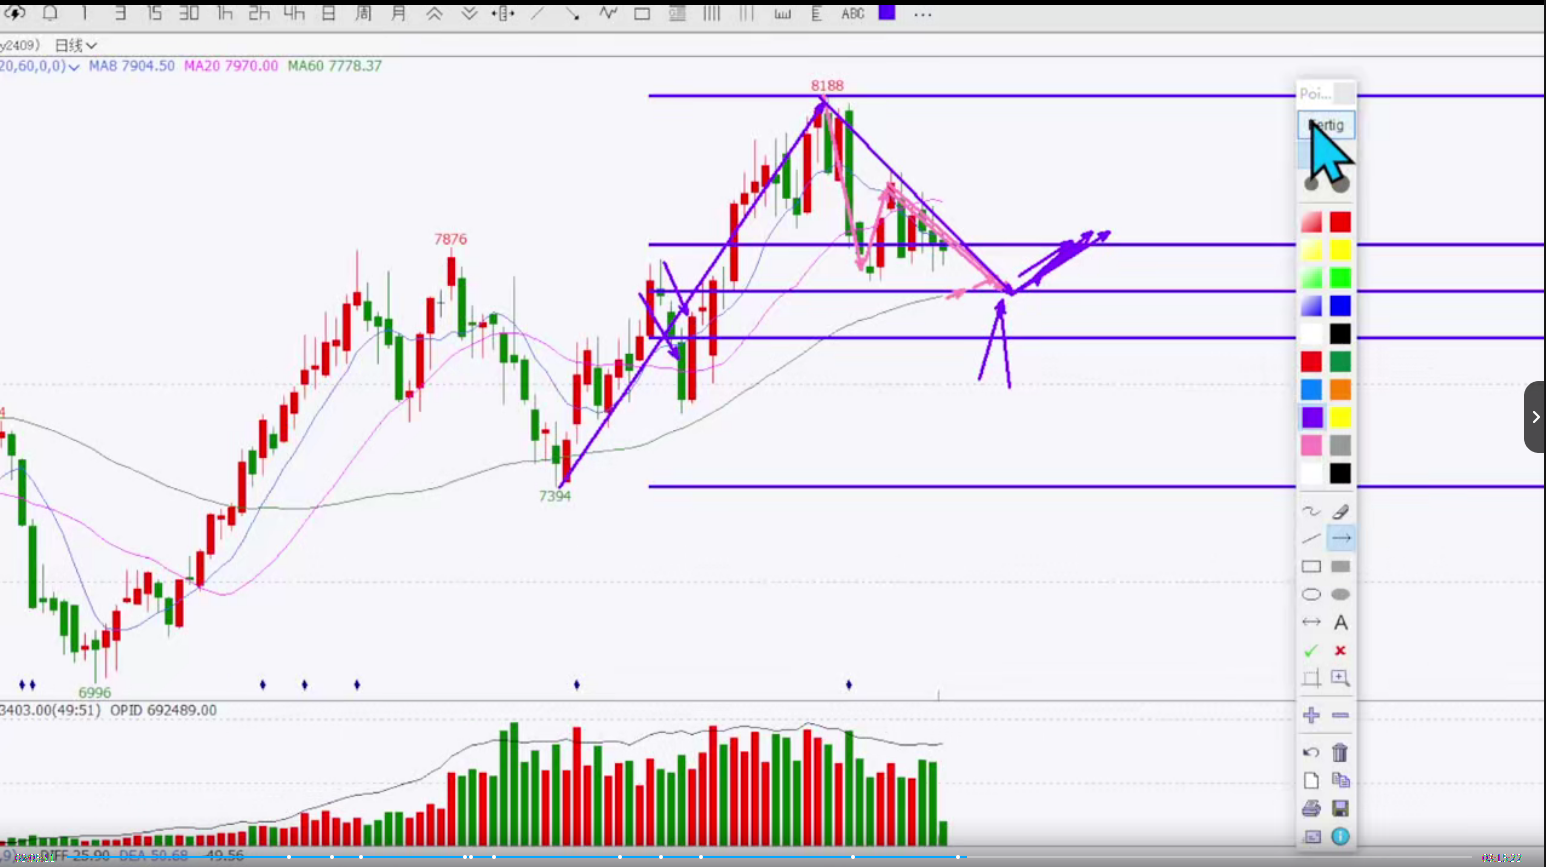 1 3 15 30 1h 2h 4h 日 周 月 ABC ...
y2409) 日线
20,60,0,0) MA8 7904.50 MA20 7970.00 MA60 7778.37
8188
Poi...
7876
4
7394
6996
3403.00(49:51) OPID 692489.00
A
DIFF 25.90 DEA 50.68 -49.56